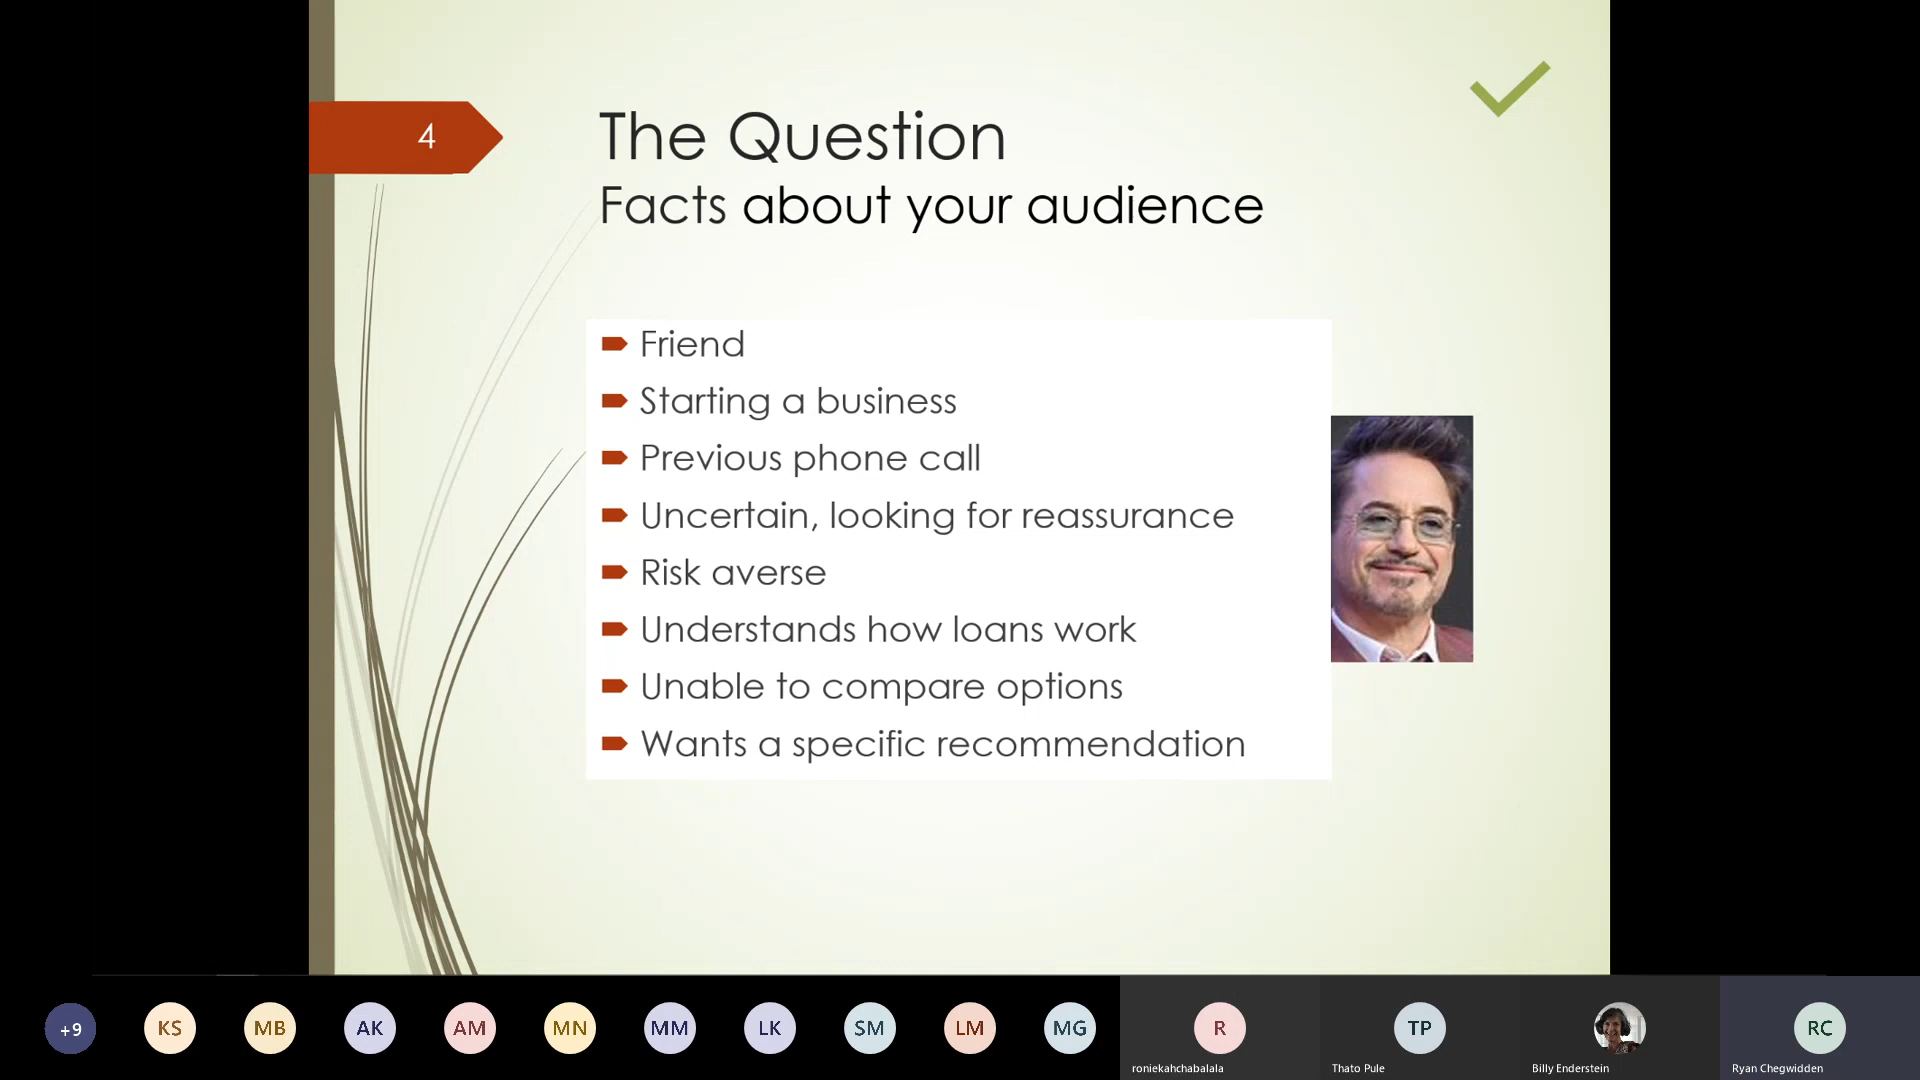 4
The Question
Facts about your audience
Friend
Starting a business
Previous phone call
Uncertain, looking for reassurance
Risk averse
Understands how loans work
Unable to compare options
Wants a specific recommendation
+9
KS
MB
AK
AM
MN
MM
LK
SM
LM
MG
R
TP
RC
roniekahchabalala
Thato Pule
Billy Enderstein
Ryan Chegwidden